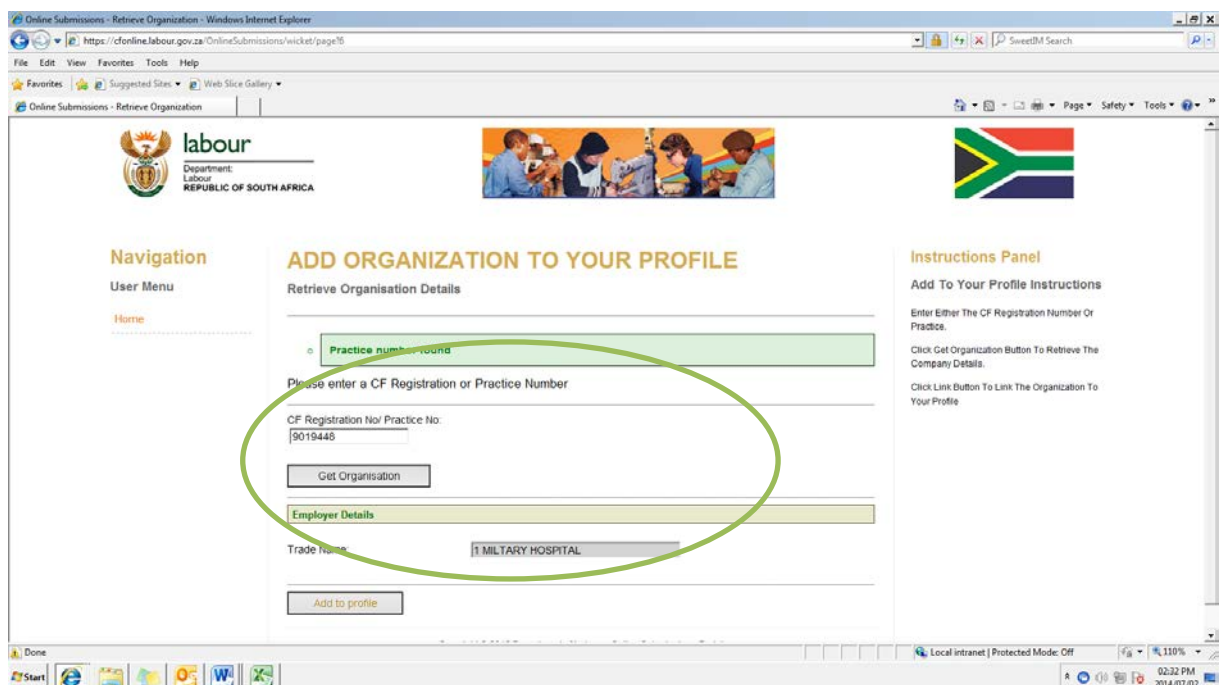 Online Submissions - Retrieve Organization - Windows Internet Explorer
https://cfonline.labour.gov.za/OnlineSubmissions/wicket/page?6
SweetIM Search
File Edit View Favorites Tools Help
Favorites Suggested Sites Web Slice Gallery
Online Submissions - Retrieve Organization
Page Safety Tools
labour
Department:
Labour
REPUBLIC OF SOUTH AFRICA
Navigation
User Menu
Home
ADD ORGANIZATION TO YOUR PROFILE
Retrieve Organisation Details
Practice number found
Please enter a CF Registration or Practice Number
CF Registration No/ Practice No:
9019446
Get Organisation
Employer Details
Trade Name: 1 MILTARY HOSPITAL
Add to profile
Instructions Panel
Add To Your Profile Instructions
Enter Either The CF Registration Number Or
Practice.
Click Get Organization Button To Retrieve The
Company Details.
Click Link Button To Link The Organization To
Your Profile
Done
Local intranet | Protected Mode: Off
110%
Start
02:32 PM
2014/07/02